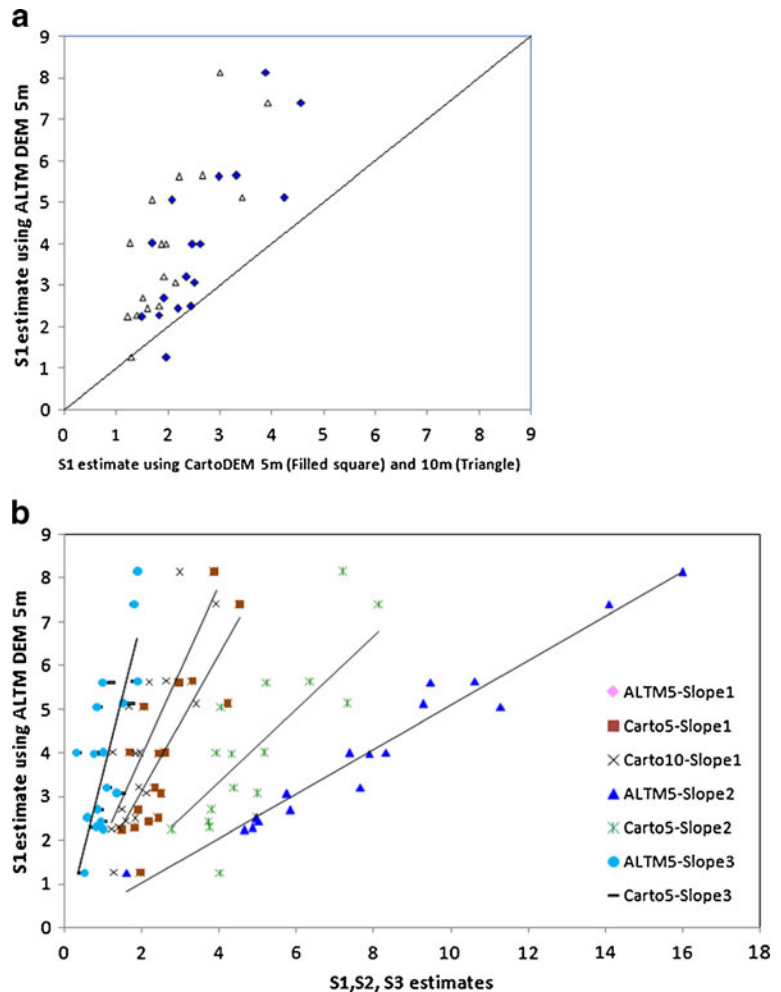 a
9
8
7
6
5
4
3
2
1
0
S1 estimate using ALTM DEM 5m
0 1 2 3 4 5 6 7 8 9
S1 estimate using CartoDEM 5m (Filled square) and 10m (Triangle)
b
9
8
7
6
5
4
3
2
1
0
S1estimate using ALTM DEM 5m
ALTM5-Slope1
Carto5-Slope1
Carto10-Slope1
ALTM5-Slope2
Carto5-Slope2
ALTM5-Slope3
Carto5-Slope3
0 2 4 6 8 10 12 14 16 18
S1,S2, S3 estimates